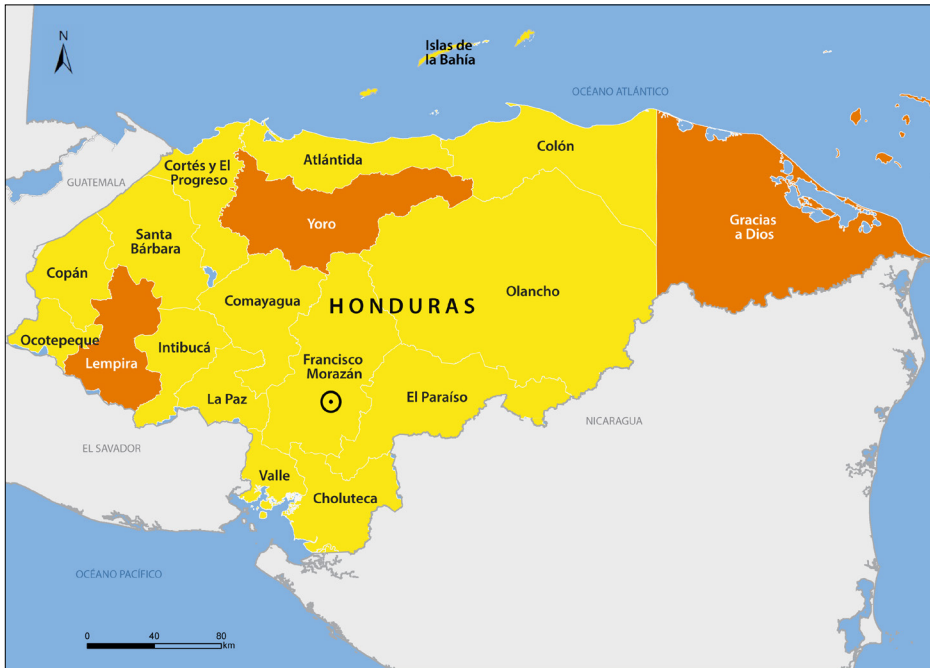 N
Islas de
la Bahía
OCÉANO ATLÁNTICO
Cortés y El
Progreso
Atlántida
Colón
GUATEMALA
Yoro
Gracias
a Dios
Santa
Bárbara
Copán
Comayagua
HONDURAS
Olancho
Ocotepeque
Lempira
Intibucá
Francisco
Morazán
La Paz
El Paraíso
NICARAGUA
EL SAVADOR
Valle
Choluteca
OCÉANO PACÍFICO
0 40 80
km